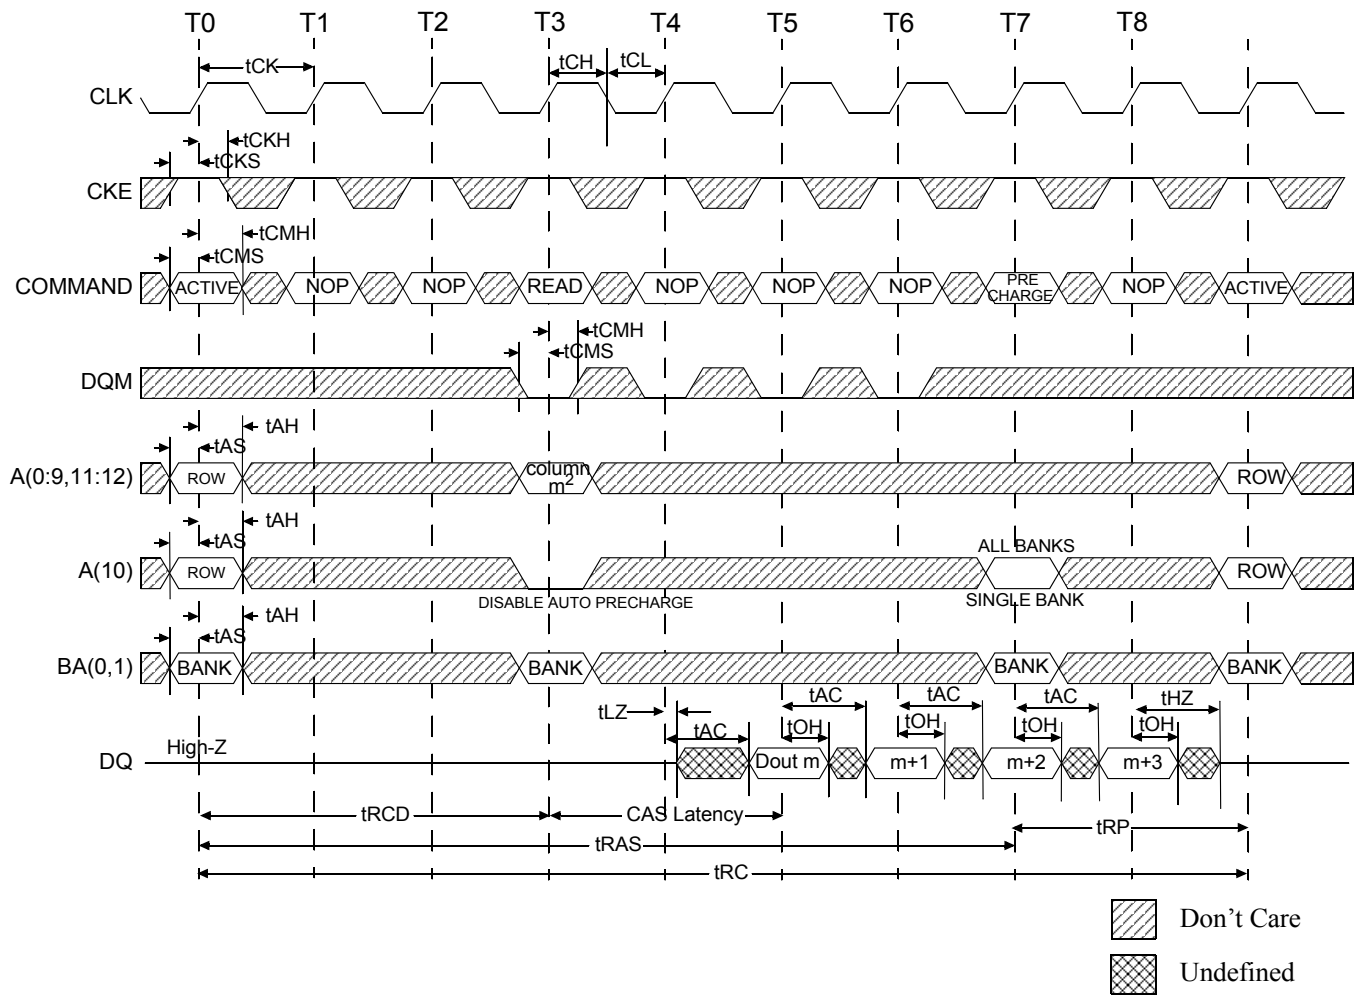 T0 T1 T2 T3 T4 T5 T6 T7 T8
tCK tCH tCL
CLK
tCKH
tCKS
CKE
tCMH
tCMS
COMMAND ACTIVE NOP NOP READ NOP NOP NOP PRE CHARGE NOP ACTIVE
tCMH
tCMS
DQM
tAH
tAS
A(0:9,11:12) ROW column m2 ROW
tAH
tAS
ALL BANKS
A(10) ROW ROW
DISABLE AUTO PRECHARGE SINGLE BANK
tAH
tAS
BA(0,1) BANK BANK BANK BANK
tAC tAC tAC tHZ
tLZ tAC tOH tOH tOH tOH
High-Z
DQ Dout m m+1 m+2 m+3
tRCD CAS Latency
tRP
tRAS
tRC
Don't Care
Undefined